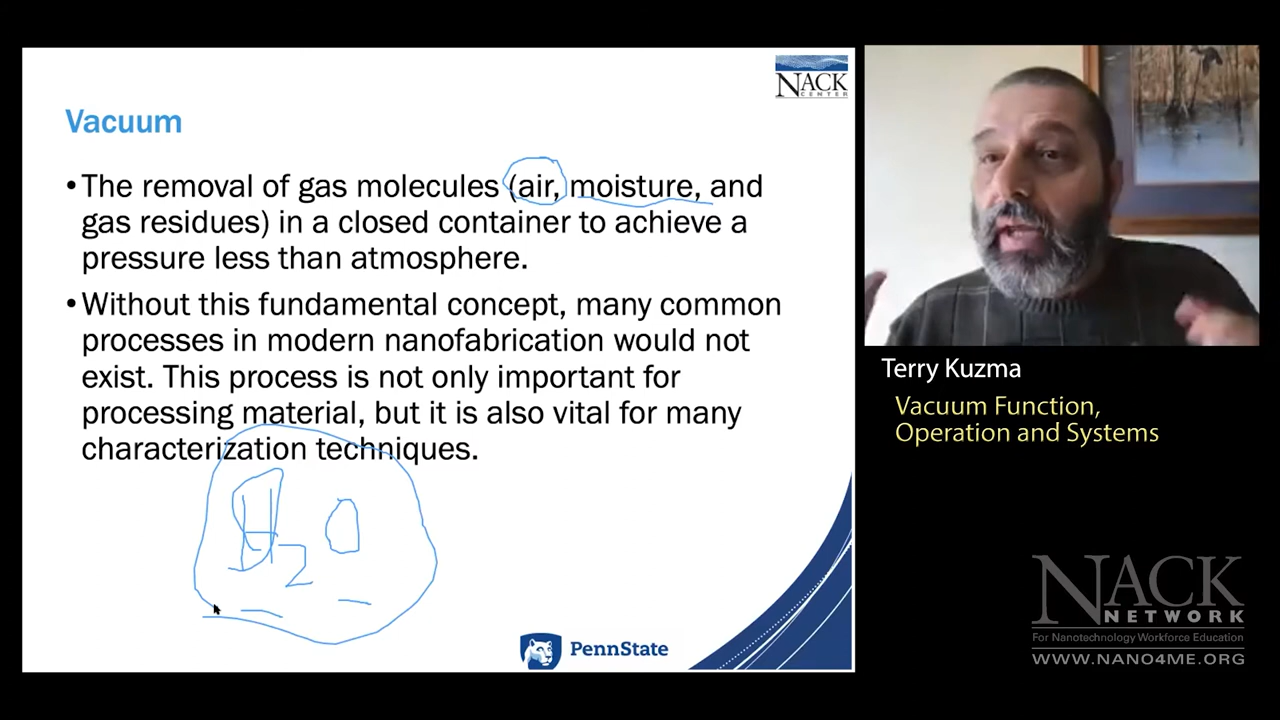 NACK
CENTER
Vacuum
•The removal of gas molecules (air, moisture, and
gas residues) in a closed container to achieve a
pressure less than atmosphere.
•Without this fundamental concept, many common
processes in modern nanofabrication would not
exist. This process is not only important for
processing material, but it is also vital for many
characterization techniques.
H2O
PennState
Terry Kuzma
Vacuum Function,
Operation and Systems
NACK
NETWORK
For Nanotechnology Workforce Education
WWW.NANO4ME.ORG